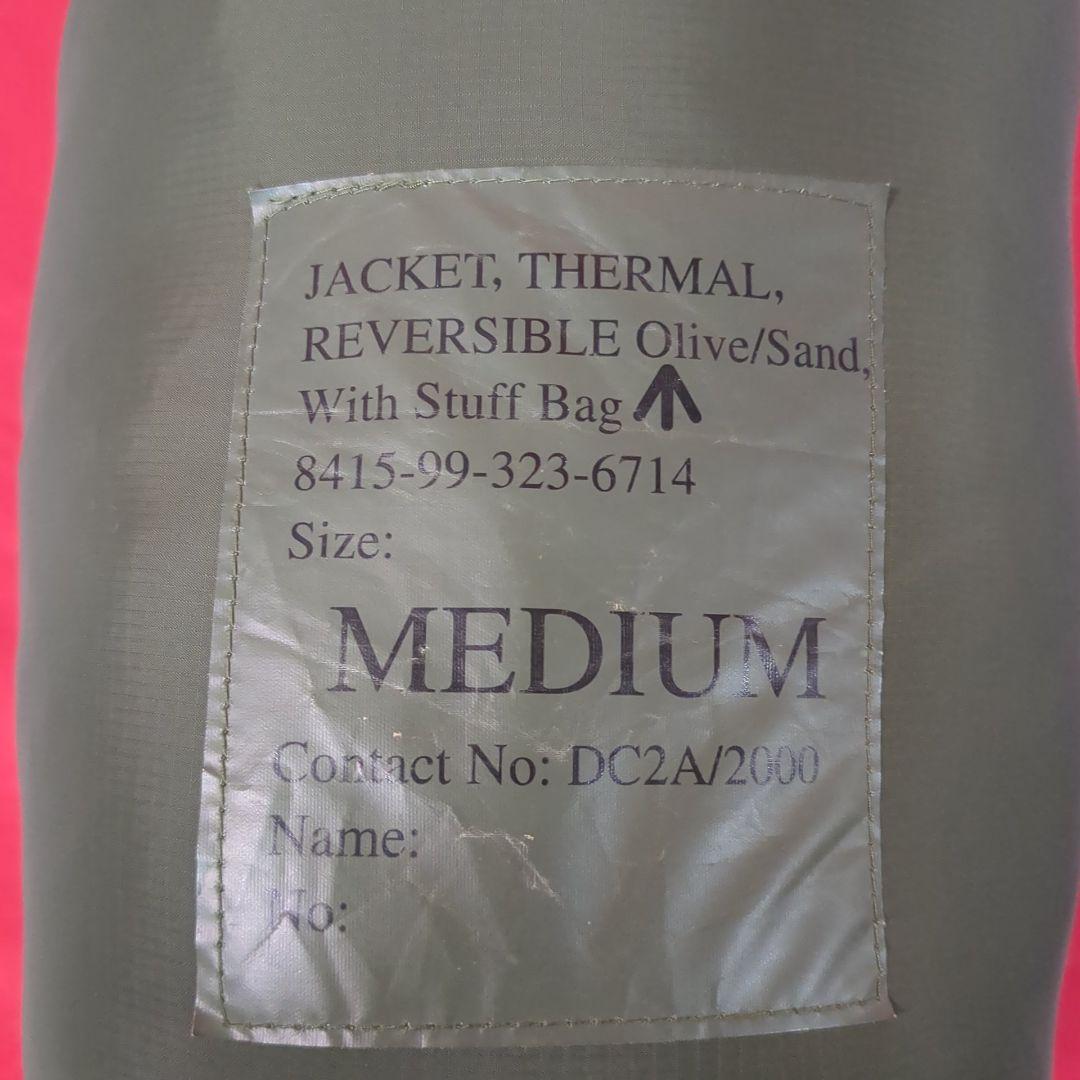 JACKET, THERMAL,
REVERSIBLE Olive/Sand,
With Stuff Bag
8415-99-323-6714
Size:
MEDIUM
Contact No: DC2A/2000
Name:
No: